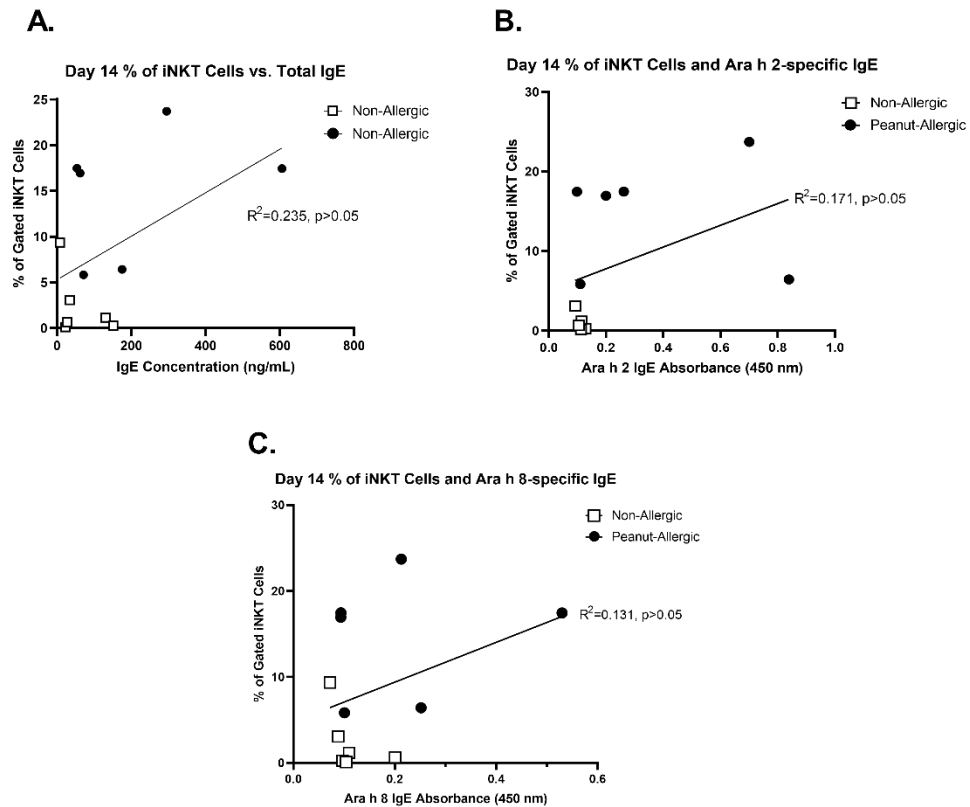 A.
Day 14 % of iNKT Cells vs. Total IgE
Non-Allergic
Non-Allergic
25
20
15
10
5
0
% of Gated iNKT Cells
R²=0.235, p>0.05
0 200 400 600 800
IgE Concentration (ng/mL)
B.
Day 14 % of iNKT Cells and Ara h 2-specific IgE
Non-Allergic
Peanut-Allergic
30
20
10
0
% of Gated iNKT Cells
R²=0.171, p>0.05
0.0 0.2 0.4 0.6 0.8 1.0
Ara h 2 IgE Absorbance (450 nm)
C.
Day 14 % of iNKT Cells and Ara h 8-specific IgE
Non-Allergic
Peanut-Allergic
30
20
10
0
% of Gated iNKT Cells
R²=0.131, p>0.05
0.0 0.2 0.4 0.6
Ara h 8 IgE Absorbance (450 nm)